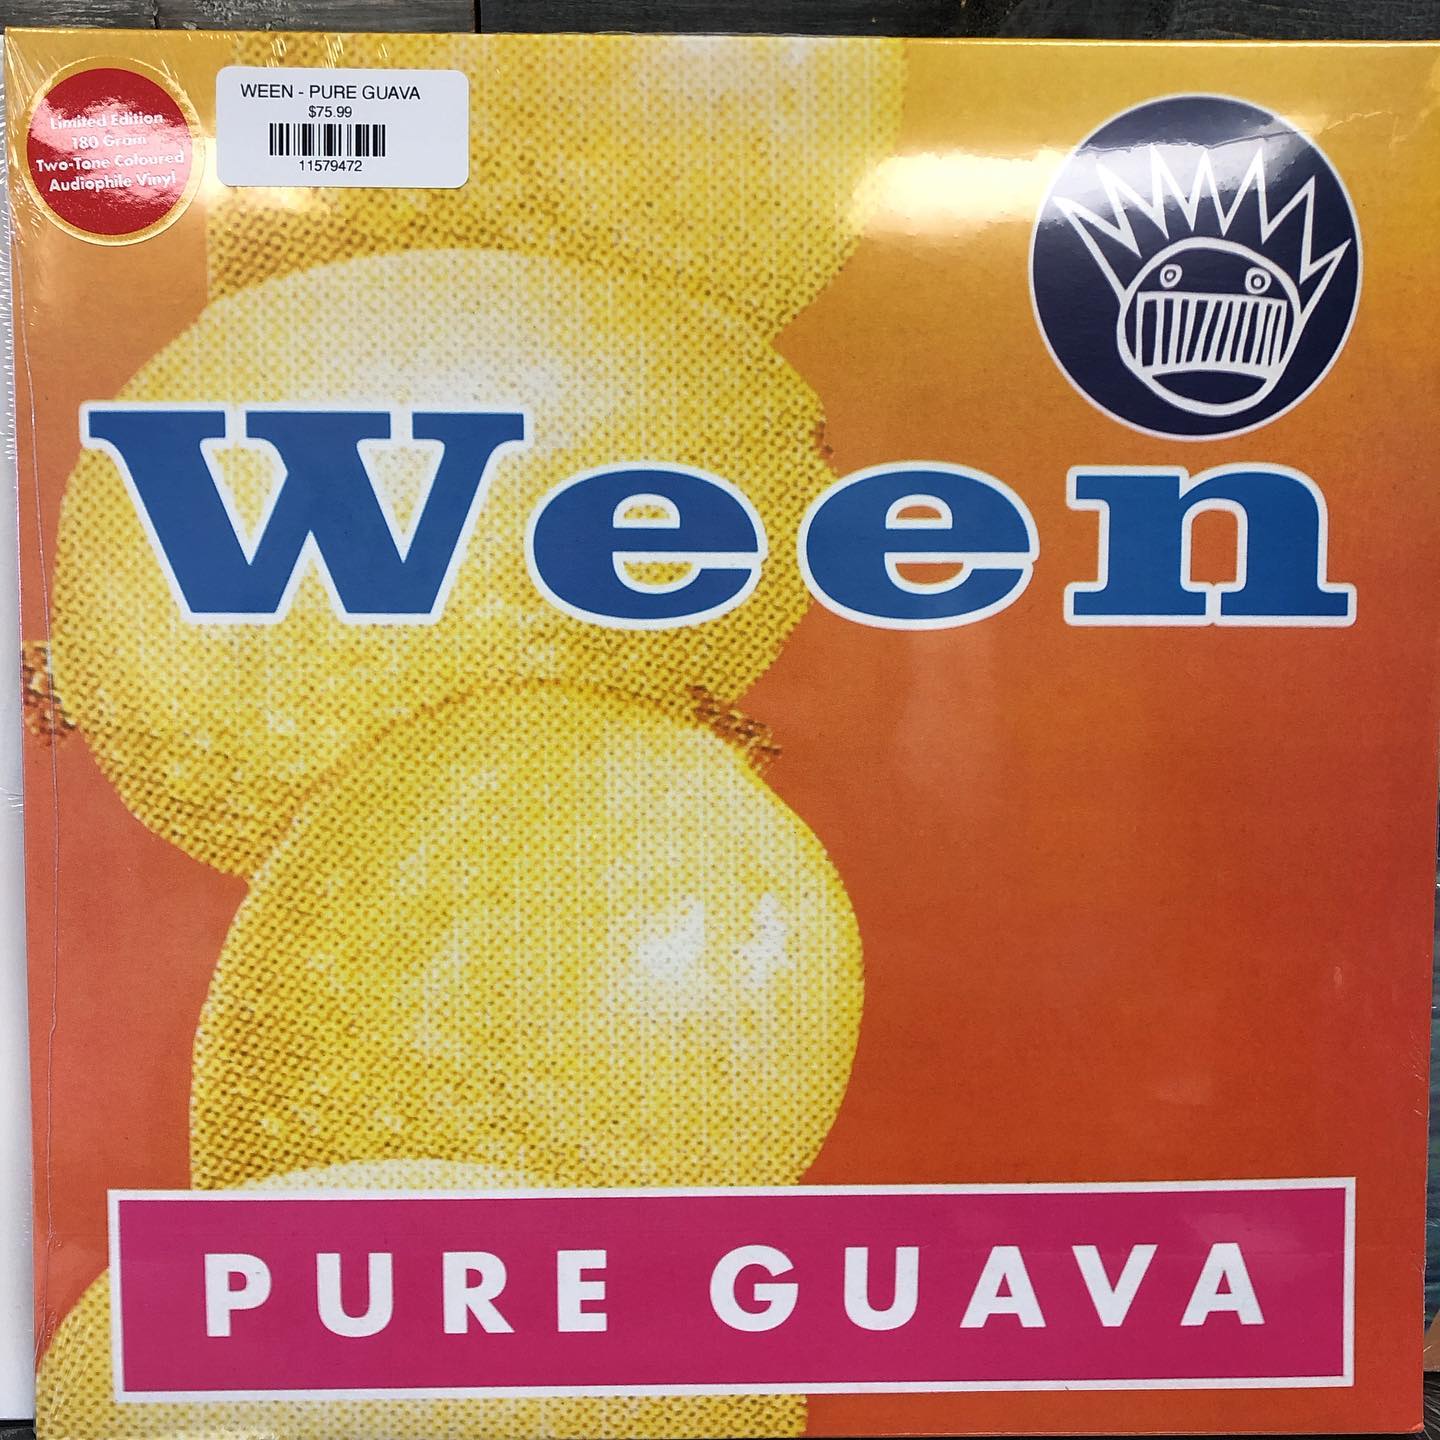 Limited Edition
180 Gram
Two-Tone Coloured
Audiophile Vinyl
WEEN - PURE GUAVA
$75.99
11579472
Ween
PURE GUAVA